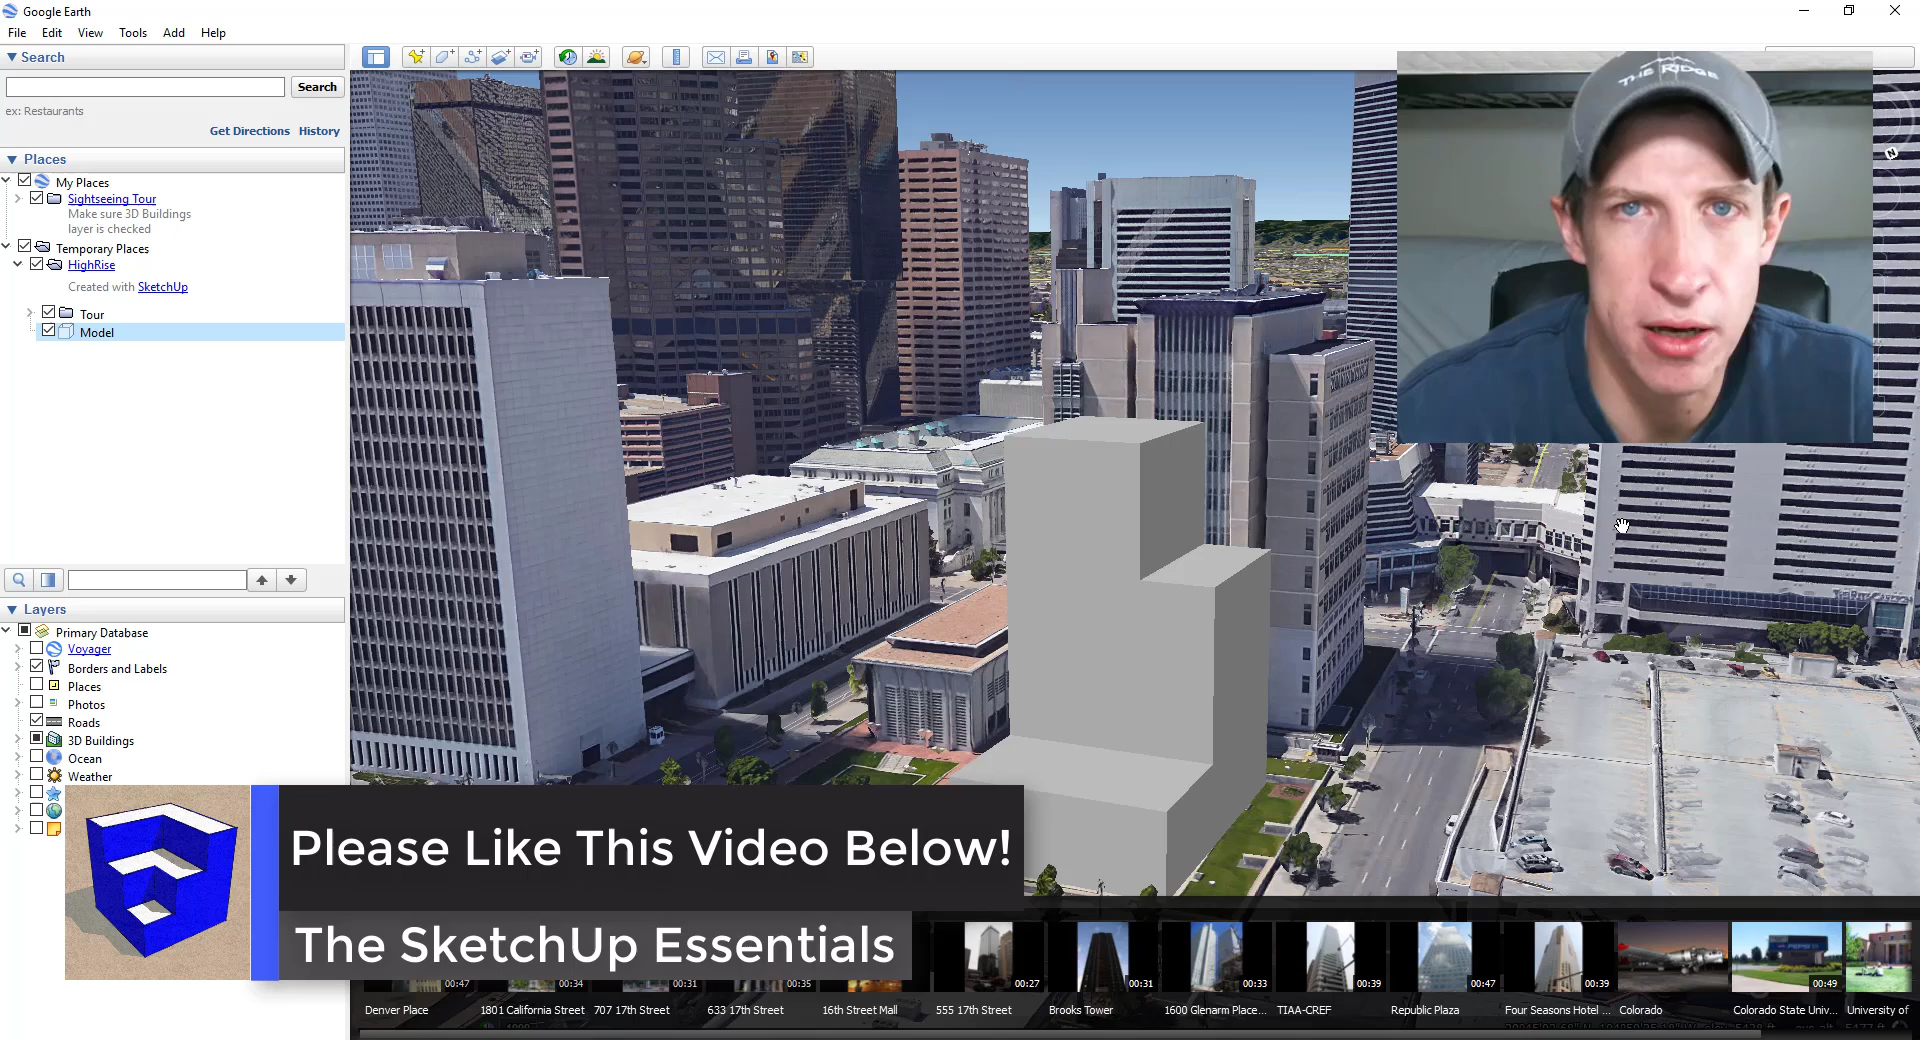 Google Earth
File Edit View Tools Add Help
Search
Search
ex: Restaurants
Get Directions History
Places
My Places
Sightseeing Tour
Make sure 3D Buildings
layer is checked
Temporary Places
HighRise
Created with SketchUp
Tour
Model
Layers
Primary Database
Voyager
Borders and Labels
Places
Photos
Roads
3D Buildings
Ocean
Weather
THE RIDGE
N
Please Like This Video Below!
The SketchUp Essentials
00:47 00:34 00:31 00:35 00:27 00:31 00:33 00:39 00:47 00:39 00:49
Denver Place 1801 California Street 707 17th Street 633 17th Street 16th Street Mall 555 17th Street Brooks Tower 1600 Glenarm Place... TIAA-CREF Republic Plaza Four Seasons Hotel ... Colorado Colorado State Univ... University of